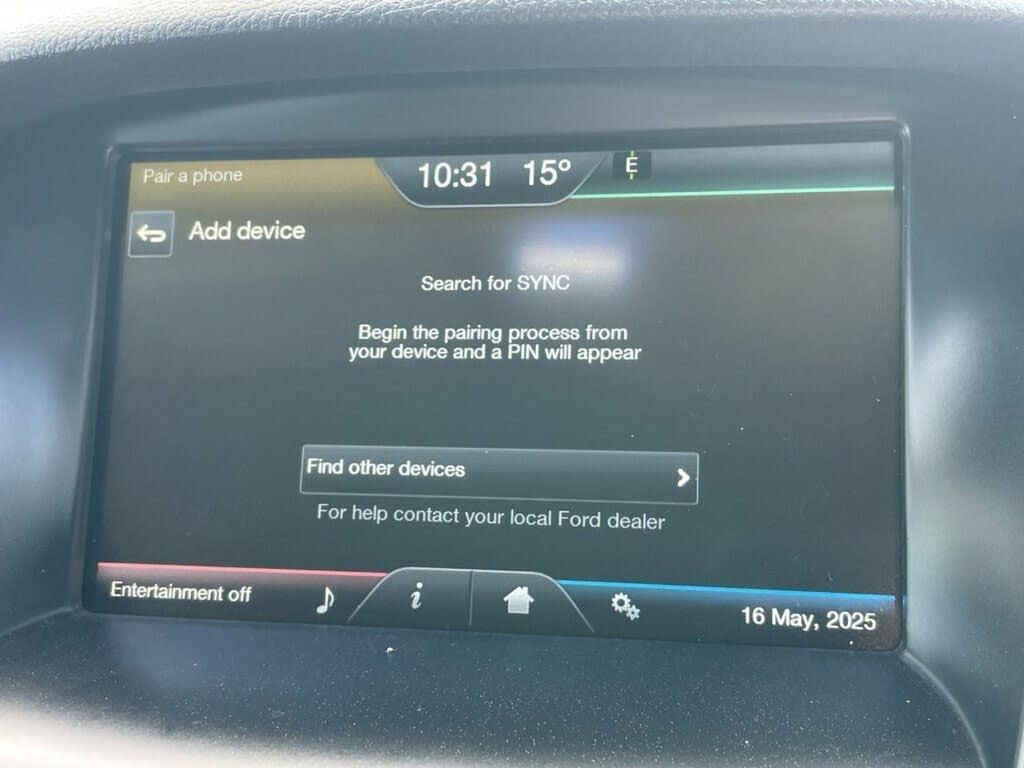 Pair a phone
10:31 15° E
Add device
Search for SYNC
Begin the pairing process from
your device and a PIN will appear
Find other devices
For help contact your local Ford dealer
Entertainment off
i
16 May, 2025